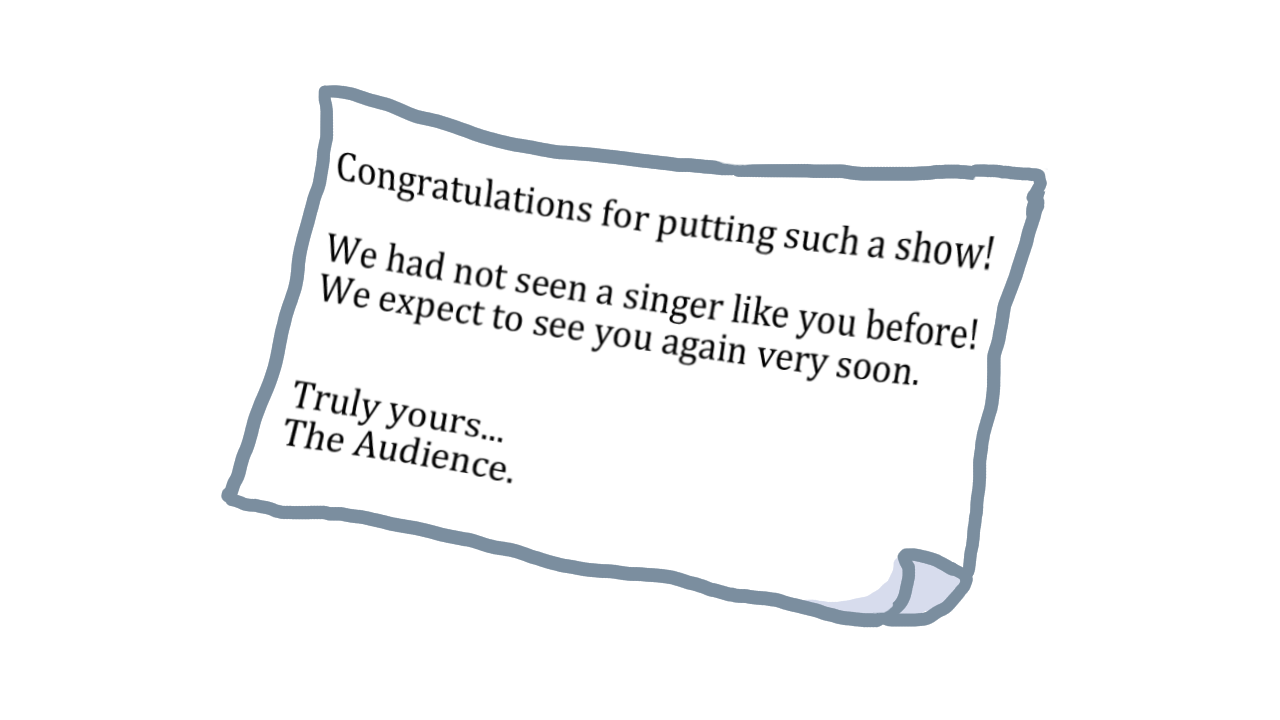 Congratulations for putting such a show!
We had not seen a singer like you before!
We expect to see you again very soon.
Truly yours...
The Audience.